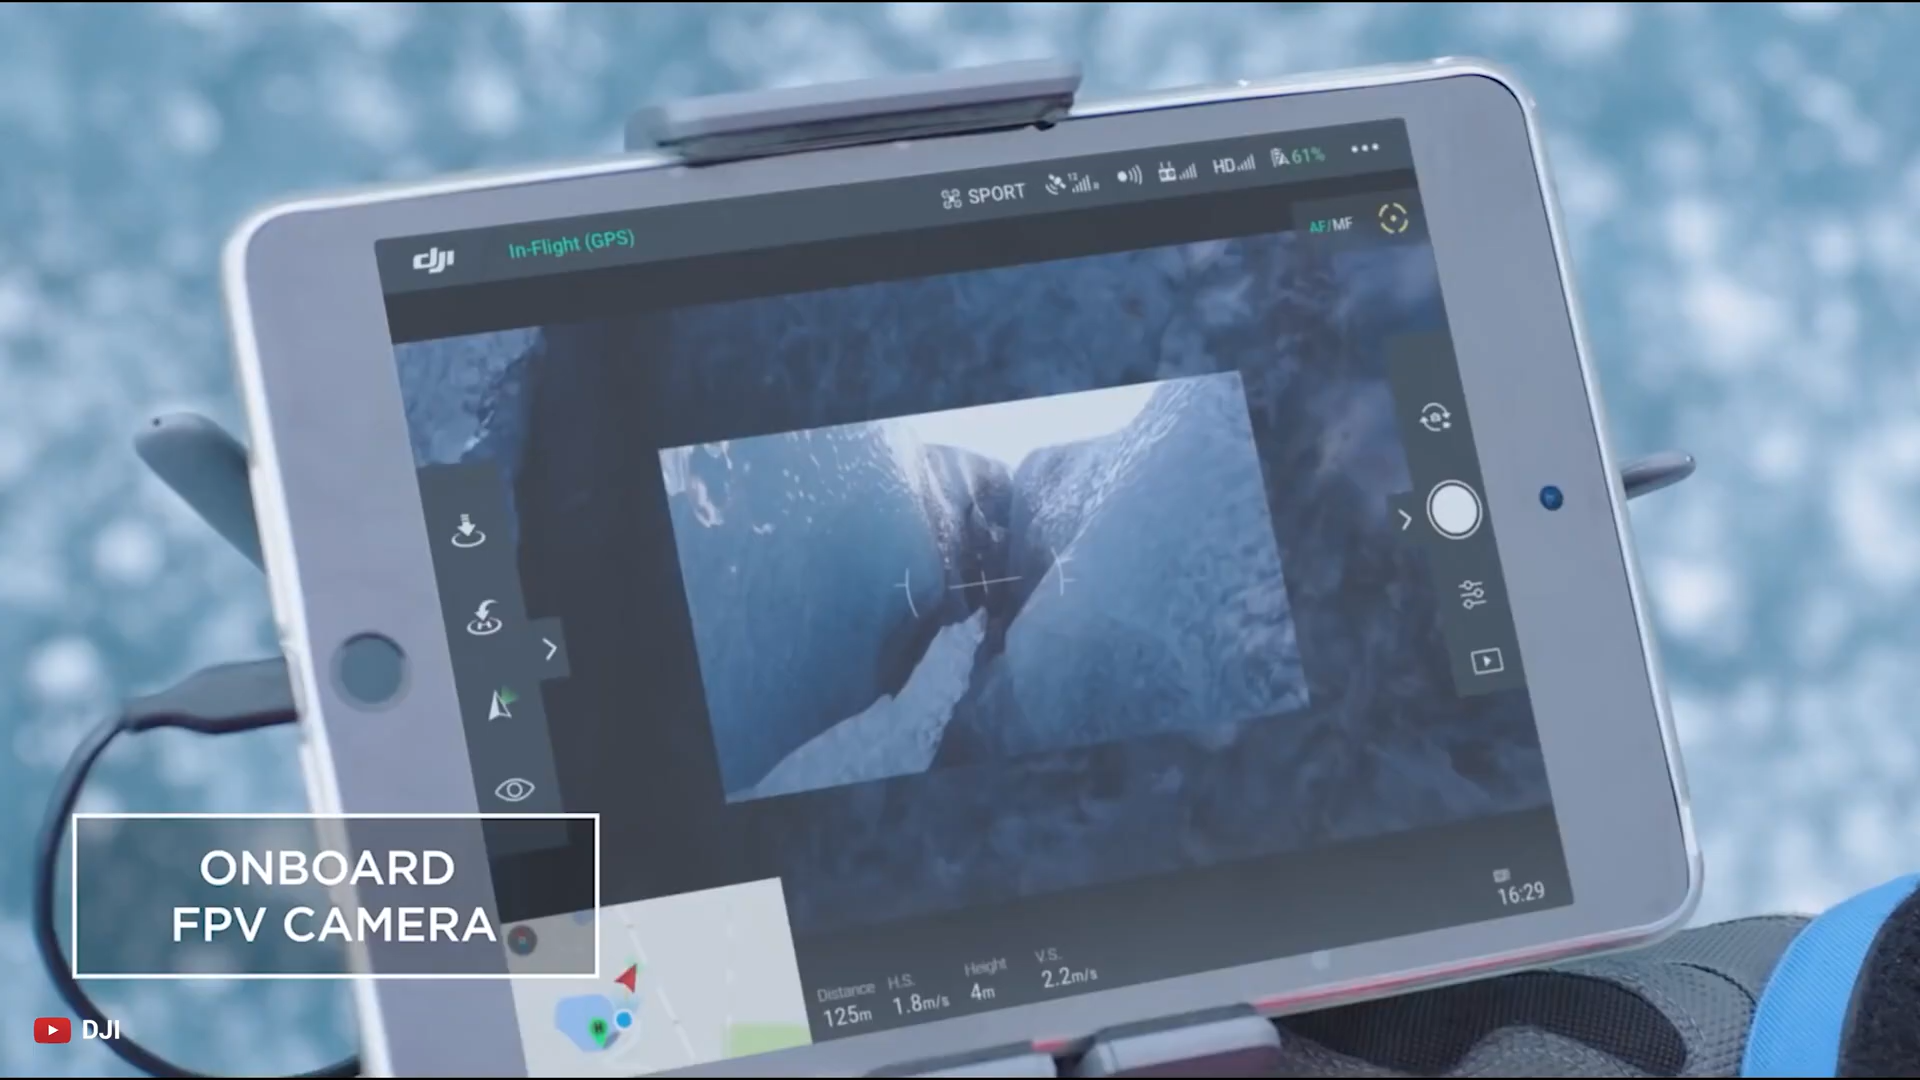 dji
In-Flight (GPS)
SPORT
12
HD
61%
AF/MF
H
ONBOARD
FPV CAMERA
16:29
Distance
125m
H.S.
1.8m/s
Height
4m
V.S.
2.2m/s
H
DJI